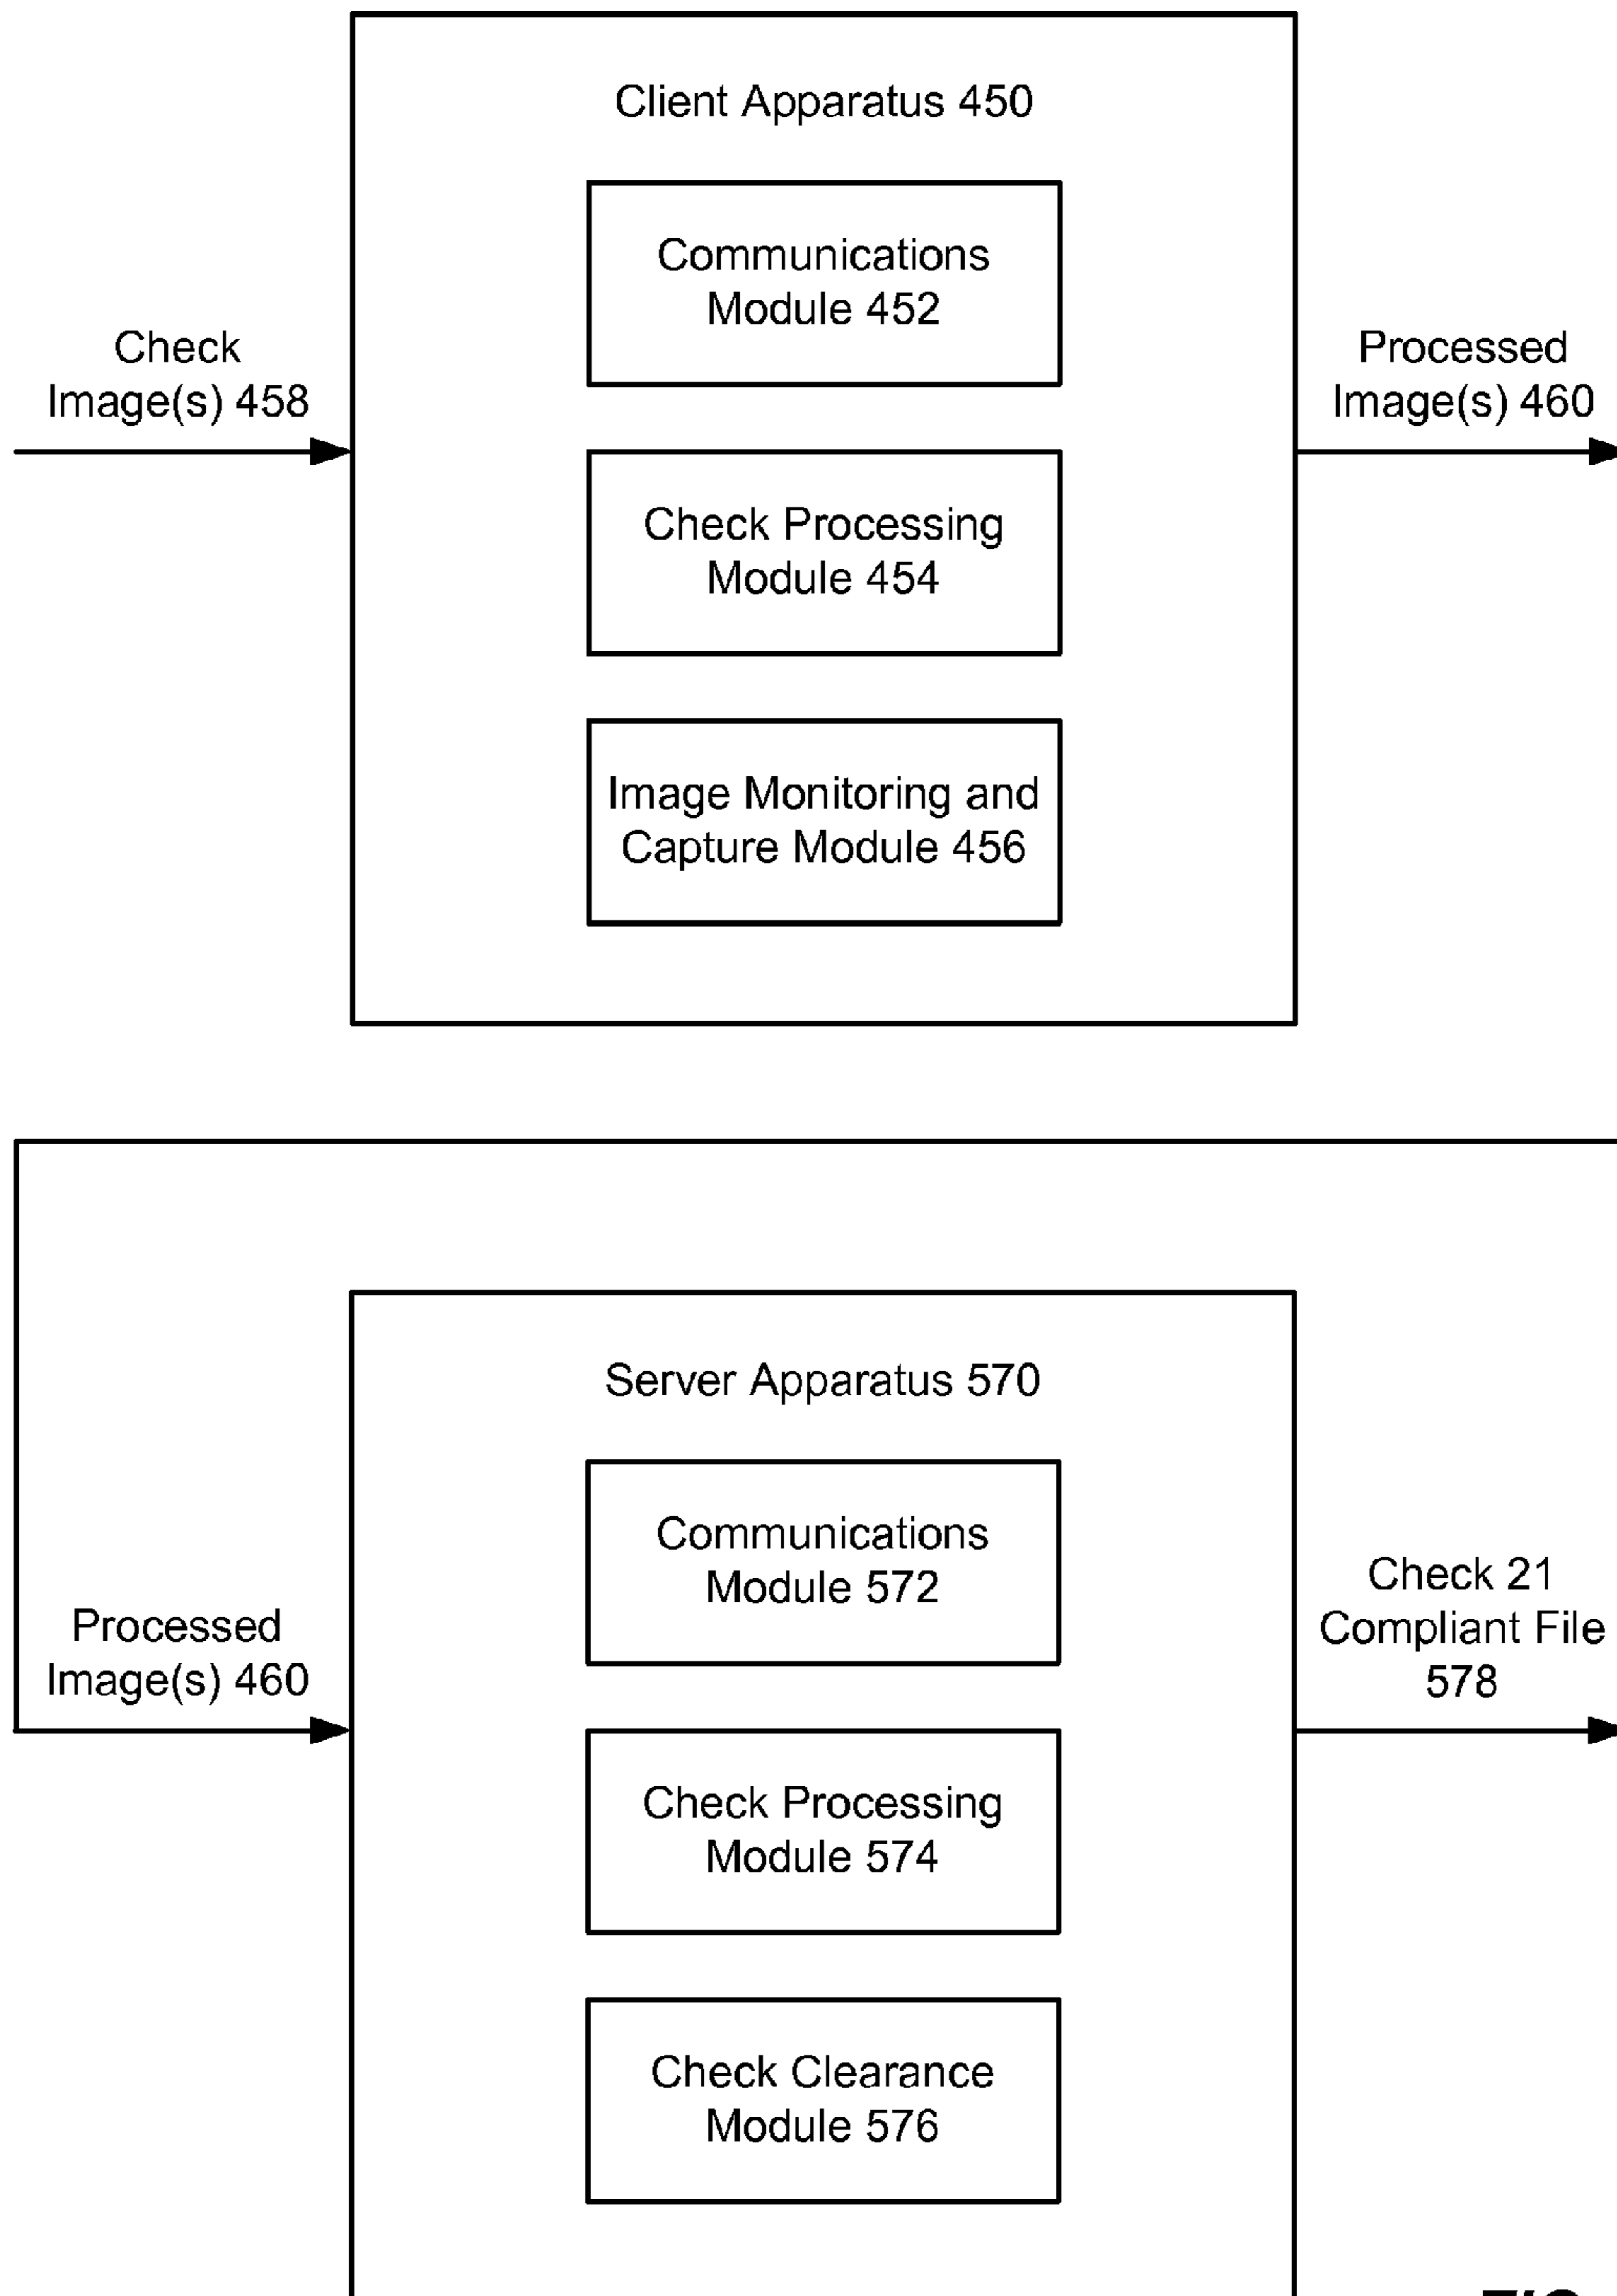 Client Apparatus 450
Communications
Module 452
Check
Image(s) 458
Processed
Image(s) 460
Check Processing
Module 454
Image Monitoring and
Capture Module 456
Server Apparatus 570
Communications
Module 572
Check 21
Compliant File
578
Processed
Image(s) 460
Check Processing
Module 574
Check Clearance
Module 576